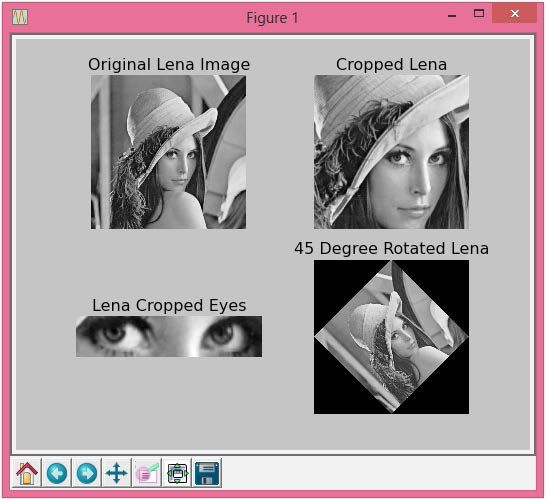 Figure 1
Original Lena Image
Cropped Lena
45 Degree Rotated Lena
Lena Cropped Eyes